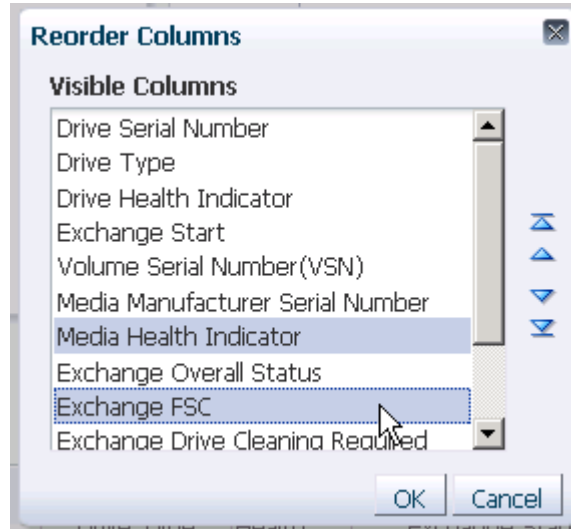 Reorder Columns
Visible Columns
Drive Serial Number
Drive Type
Drive Health Indicator
Exchange Start
Volume Serial Number(VSN)
Media Manufacturer Serial Number
Media Health Indicator
Exchange Overall Status
Exchange FSC
Exchange Drive Cleaning Required
OK
Cancel